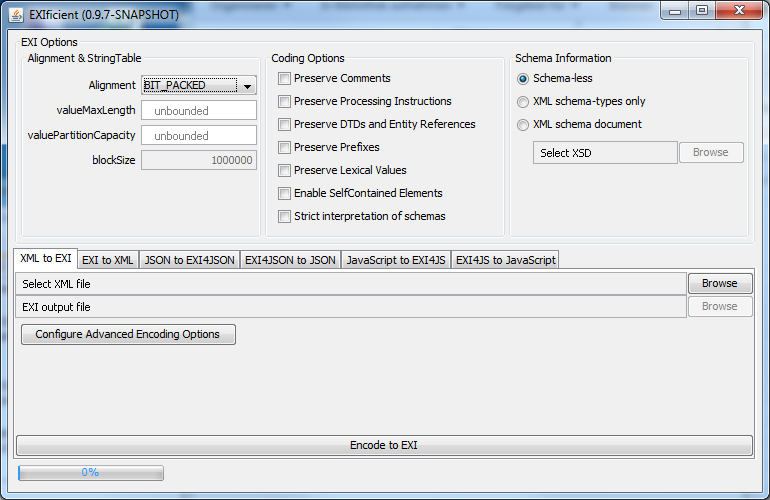 EXIficient (0.9.7-SNAPSHOT)
EXI Options
Alignment & StringTable
Alignment BIT_PACKED
valueMaxLength unbounded
valuePartitionCapacity unbounded
blockSize 1000000
Coding Options
Preserve Comments
Preserve Processing Instructions
Preserve DTDs and Entity References
Preserve Prefixes
Preserve Lexical Values
Enable SelfContained Elements
Strict interpretation of schemas
Schema Information
Schema-less
XML schema-types only
XML schema document
Select XSD Browse
XML to EXI EXI to XML JSON to EXI4JSON EXI4JSON to JSON JavaScript to EXI4JS EXI4JS to JavaScript
Select XML file Browse
EXI output file Browse
Configure Advanced Encoding Options
Encode to EXI
0%